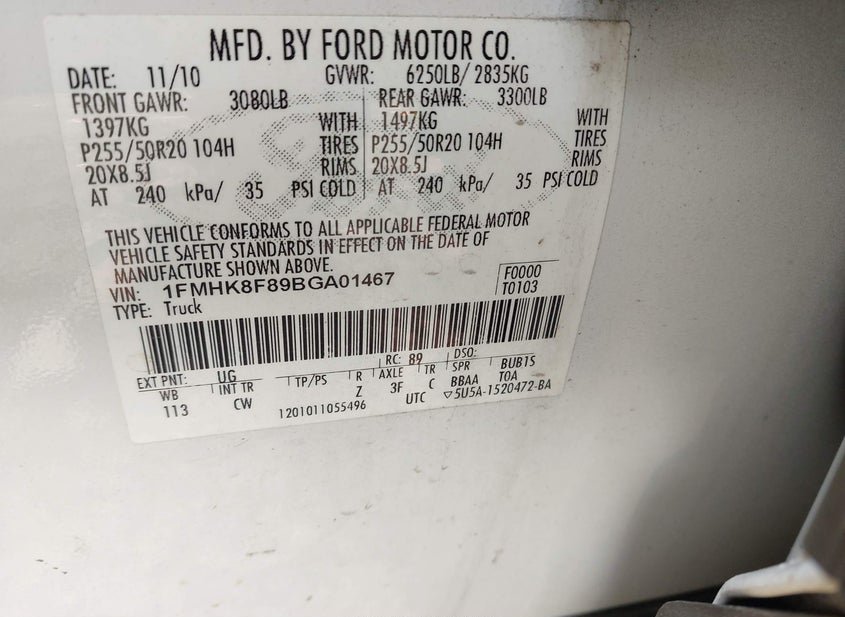 MFD. BY FORD MOTOR CO.
DATE: 11/10 GVWR: 6250LB/ 2835KG
FRONT GAWR: 3080LB REAR GAWR: 3300LB
1397KG WITH 1497KG WITH
P255/50R20 104H TIRES P255/50R20 104H TIRES
20X8.5J RIMS 20X8.5J RIMS
AT 240 kPa/ 35 PSI COLD AT 240 kPa/ 35 PSI COLD
THIS VEHICLE CONFORMS TO ALL APPLICABLE FEDERAL MOTOR
VEHICLE SAFETY STANDARDS IN EFFECT ON THE DATE OF
MANUFACTURE SHOWN ABOVE.
VIN: 1FMHK8F89BGA01467 F0000
TYPE: Truck T0103
EXT PNT: UG RC: 89 DSO:
WB INT TR TP/PS R AXLE TR SPR BUB1S
113 CW Z 3F C BBAA TOA
1201011055496 UTC ▽5U5A-1520472-BA